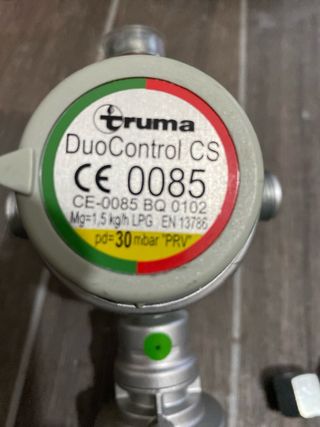 truma
DuoControl CS
CE 0085
CE-0085 BQ 0102
Mg=1,5 kg/h LPG EN 13786
pd=30 mbar "PRV"